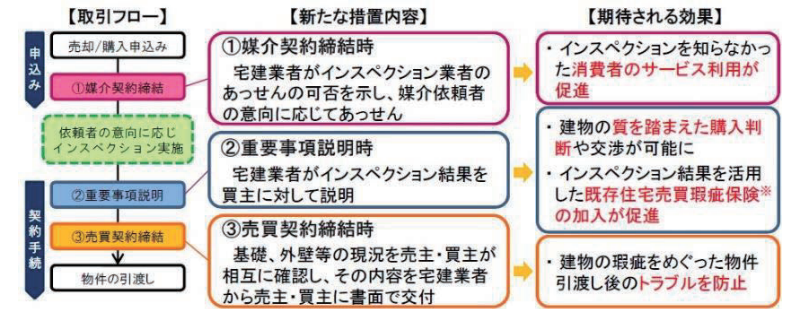 【取引フロー】
【新たな措置内容】
【期待される効果】
申込み
売却/購入申込み
①媒介契約締結
依頼者の意向に応じ
インスペクション実施
契約手続
②重要事項説明
③売買契約締結
物件の引渡し
①媒介契約締結時
宅建業者がインスペクション業者の
あっせんの可否を示し、媒介依頼者
の意向に応じてあっせん
②重要事項説明時
宅建業者がインスペクション結果を
買主に対して説明
③売買契約締結時
基礎、外壁等の現況を売主・買主が
相互に確認し、その内容を宅建業者
から売主・買主に書面で交付
・インスペクションを知らなかっ
た消費者のサービス利用が
促進
・建物の質を踏まえた購入判
断や交渉が可能に
・インスペクション結果を活用
した既存住宅売買瑕疵保険※
の加入が促進
・建物の瑕疵をめぐった物件
引渡し後のトラブルを防止